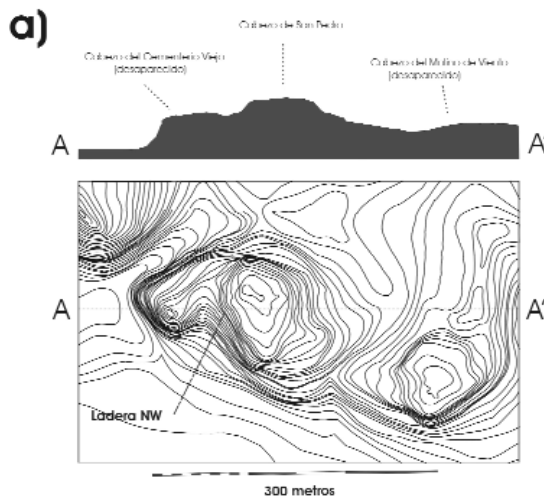 a)
Cabezo de San Pedro
Cabezo del Cementerio Viejo
(desaparecido)
Cabezo del Molino de Viento
(desaparecido)
A
A'
A
A'
Ladera NW
300 metros